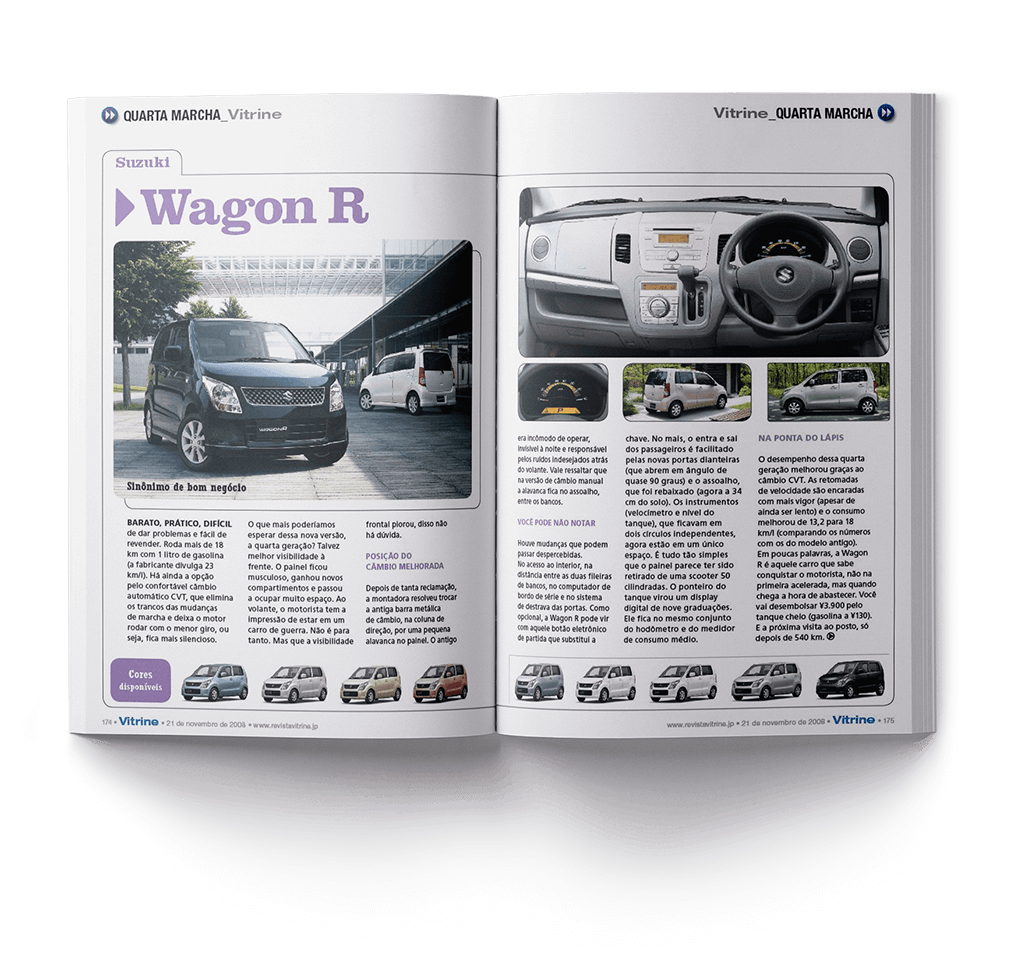 QUARTA MARCHA_Vitrine
Suzuki
Wagon R
WAGON R
Sinônimo de bom negócio
BARATO, PRÁTICO, DIFÍCIL
de dar problemas e fácil de
revender. Roda mais de 18
km com 1 litro de gasolina
(a fabricante divulga 23
km/l). Há ainda a opção
pelo confortável câmbio
automático CVT, que elimina
os trancos das mudanças
de marcha e deixa o motor
rodar com o menor giro, ou
seja, fica mais silencioso.
O que mais poderíamos
esperar dessa nova versão,
a quarta geração? Talvez
melhor visibilidade à
frente. O painel ficou
musculoso, ganhou novos
compartimentos e passou
a ocupar muito espaço. Ao
volante, o motorista tem a
impressão de estar em um
carro de guerra. Não é para
tanto. Mas que a visibilidade
frontal piorou, disso não
há dúvida.
POSIÇÃO DO
CÂMBIO MELHORADA
Depois de tanta reclamação,
a montadora resolveu trocar
a antiga barra metálica
de câmbio, na coluna de
direção, por uma pequena
alavanca no painel. O antigo
Cores
disponíveis
174 • Vitrine • 21 de novembro de 2008 • www.revistavitrine.jp
Vitrine_QUARTA MARCHA
era incômodo de operar,
invisível à noite e responsável
pelos ruídos indesejados atrás
do volante. Vale ressaltar que
na versão de câmbio manual
a alavanca fica no assoalho,
entre os bancos.
VOCÊ PODE NÃO NOTAR
Houve mudanças que podem
passar despercebidas.
No acesso ao interior, na
distância entre as duas fileiras
de bancos, no computador de
bordo de série e no sistema
de destrava das portas. Como
opcional, a Wagon R pode vir
com aquele botão eletrônico
de partida que substitui a
chave. No mais, o entra e sai
dos passageiros é facilitado
pelas novas portas dianteiras
(que abrem em ângulo de
quase 90 graus) e o assoalho,
que foi rebaixado (agora a 34
cm do solo). Os instrumentos
(velocímetro e nível do
tanque), que ficavam em
dois círculos independentes,
agora estão em um único
espaço. É tudo tão simples
que o painel parece ter sido
retirado de uma scooter 50
cilindradas. O ponteiro do
tanque virou um display
digital de nove graduações.
Ele fica no mesmo conjunto
do hodômetro e do medidor
de consumo médio.
NA PONTA DO LÁPIS
O desempenho dessa quarta
geração melhorou graças ao
câmbio CVT. As retomadas
de velocidade são encaradas
com mais vigor (apesar de
ainda ser lento) e o consumo
melhorou de 13,2 para 18
km/l (comparando os números
com os do modelo antigo).
Em poucas palavras, a Wagon
R é aquele carro que sabe
conquistar o motorista, não na
primeira acelerada, mas quando
chega a hora de abastecer. Você
vai desembolsar ¥3.900 pelo
tanque cheio (gasolina a ¥130).
E a próxima visita ao posto, só
depois de 540 km.
www.revistavitrine.jp • 21 de novembro de 2008 • Vitrine • 175